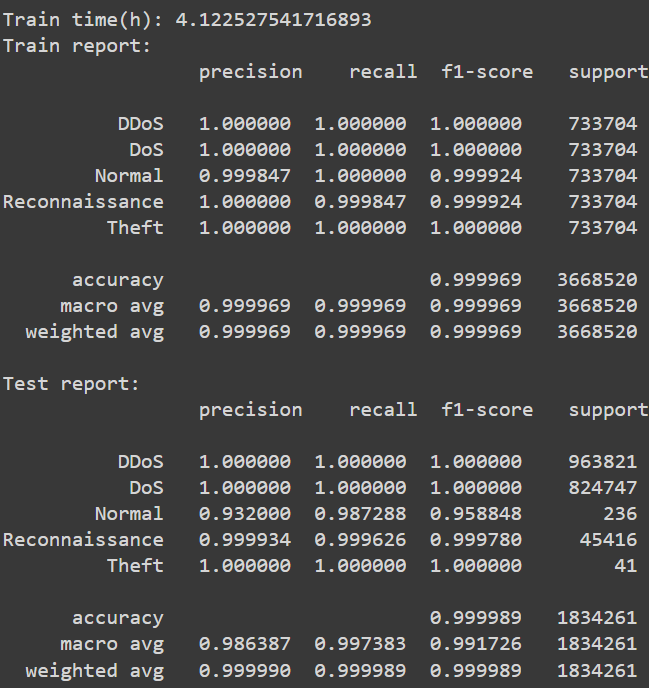 Train time(h): 4.122527541716893
Train report:
precision recall f1-score support
DDoS 1.000000 1.000000 1.000000 733704
DoS 1.000000 1.000000 1.000000 733704
Normal 0.999847 1.000000 0.999924 733704
Reconnaissance 1.000000 0.999847 0.999924 733704
Theft 1.000000 1.000000 1.000000 733704
accuracy 0.999969 3668520
macro avg 0.999969 0.999969 0.999969 3668520
weighted avg 0.999969 0.999969 0.999969 3668520
Test report:
precision recall f1-score support
DDoS 1.000000 1.000000 1.000000 963821
DoS 1.000000 1.000000 1.000000 824747
Normal 0.932000 0.987288 0.958848 236
Reconnaissance 0.999934 0.999626 0.999780 45416
Theft 1.000000 1.000000 1.000000 41
accuracy 0.999989 1834261
macro avg 0.986387 0.997383 0.991726 1834261
weighted avg 0.999990 0.999989 0.999989 1834261